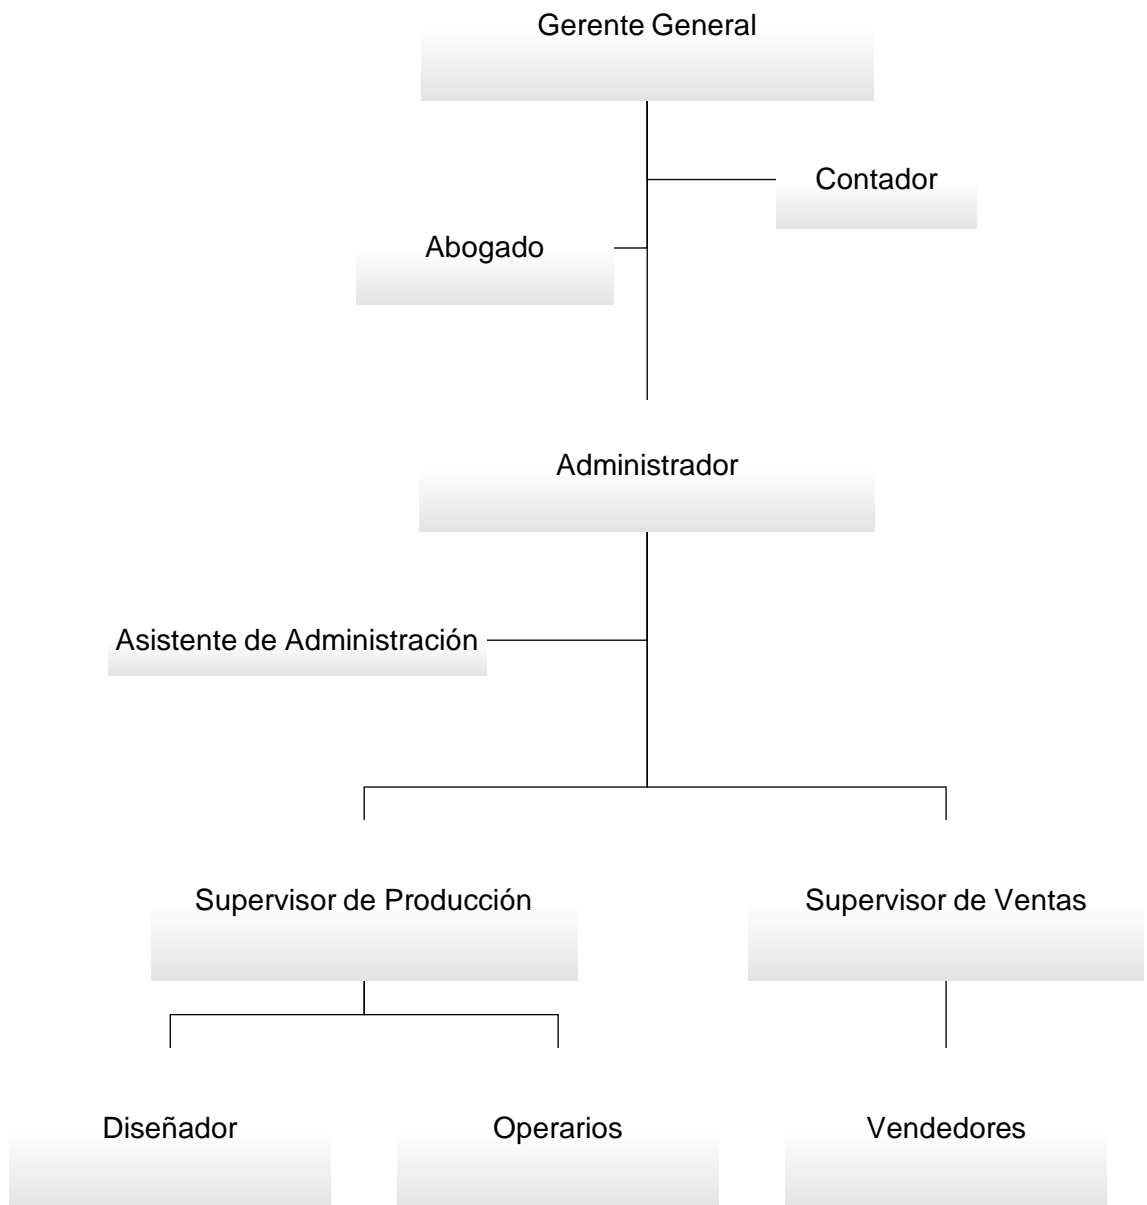 Gerente General
Contador
Abogado
Administrador
Asistente de Administración
Supervisor de Producción
Supervisor de Ventas
Diseñador
Operarios
Vendedores